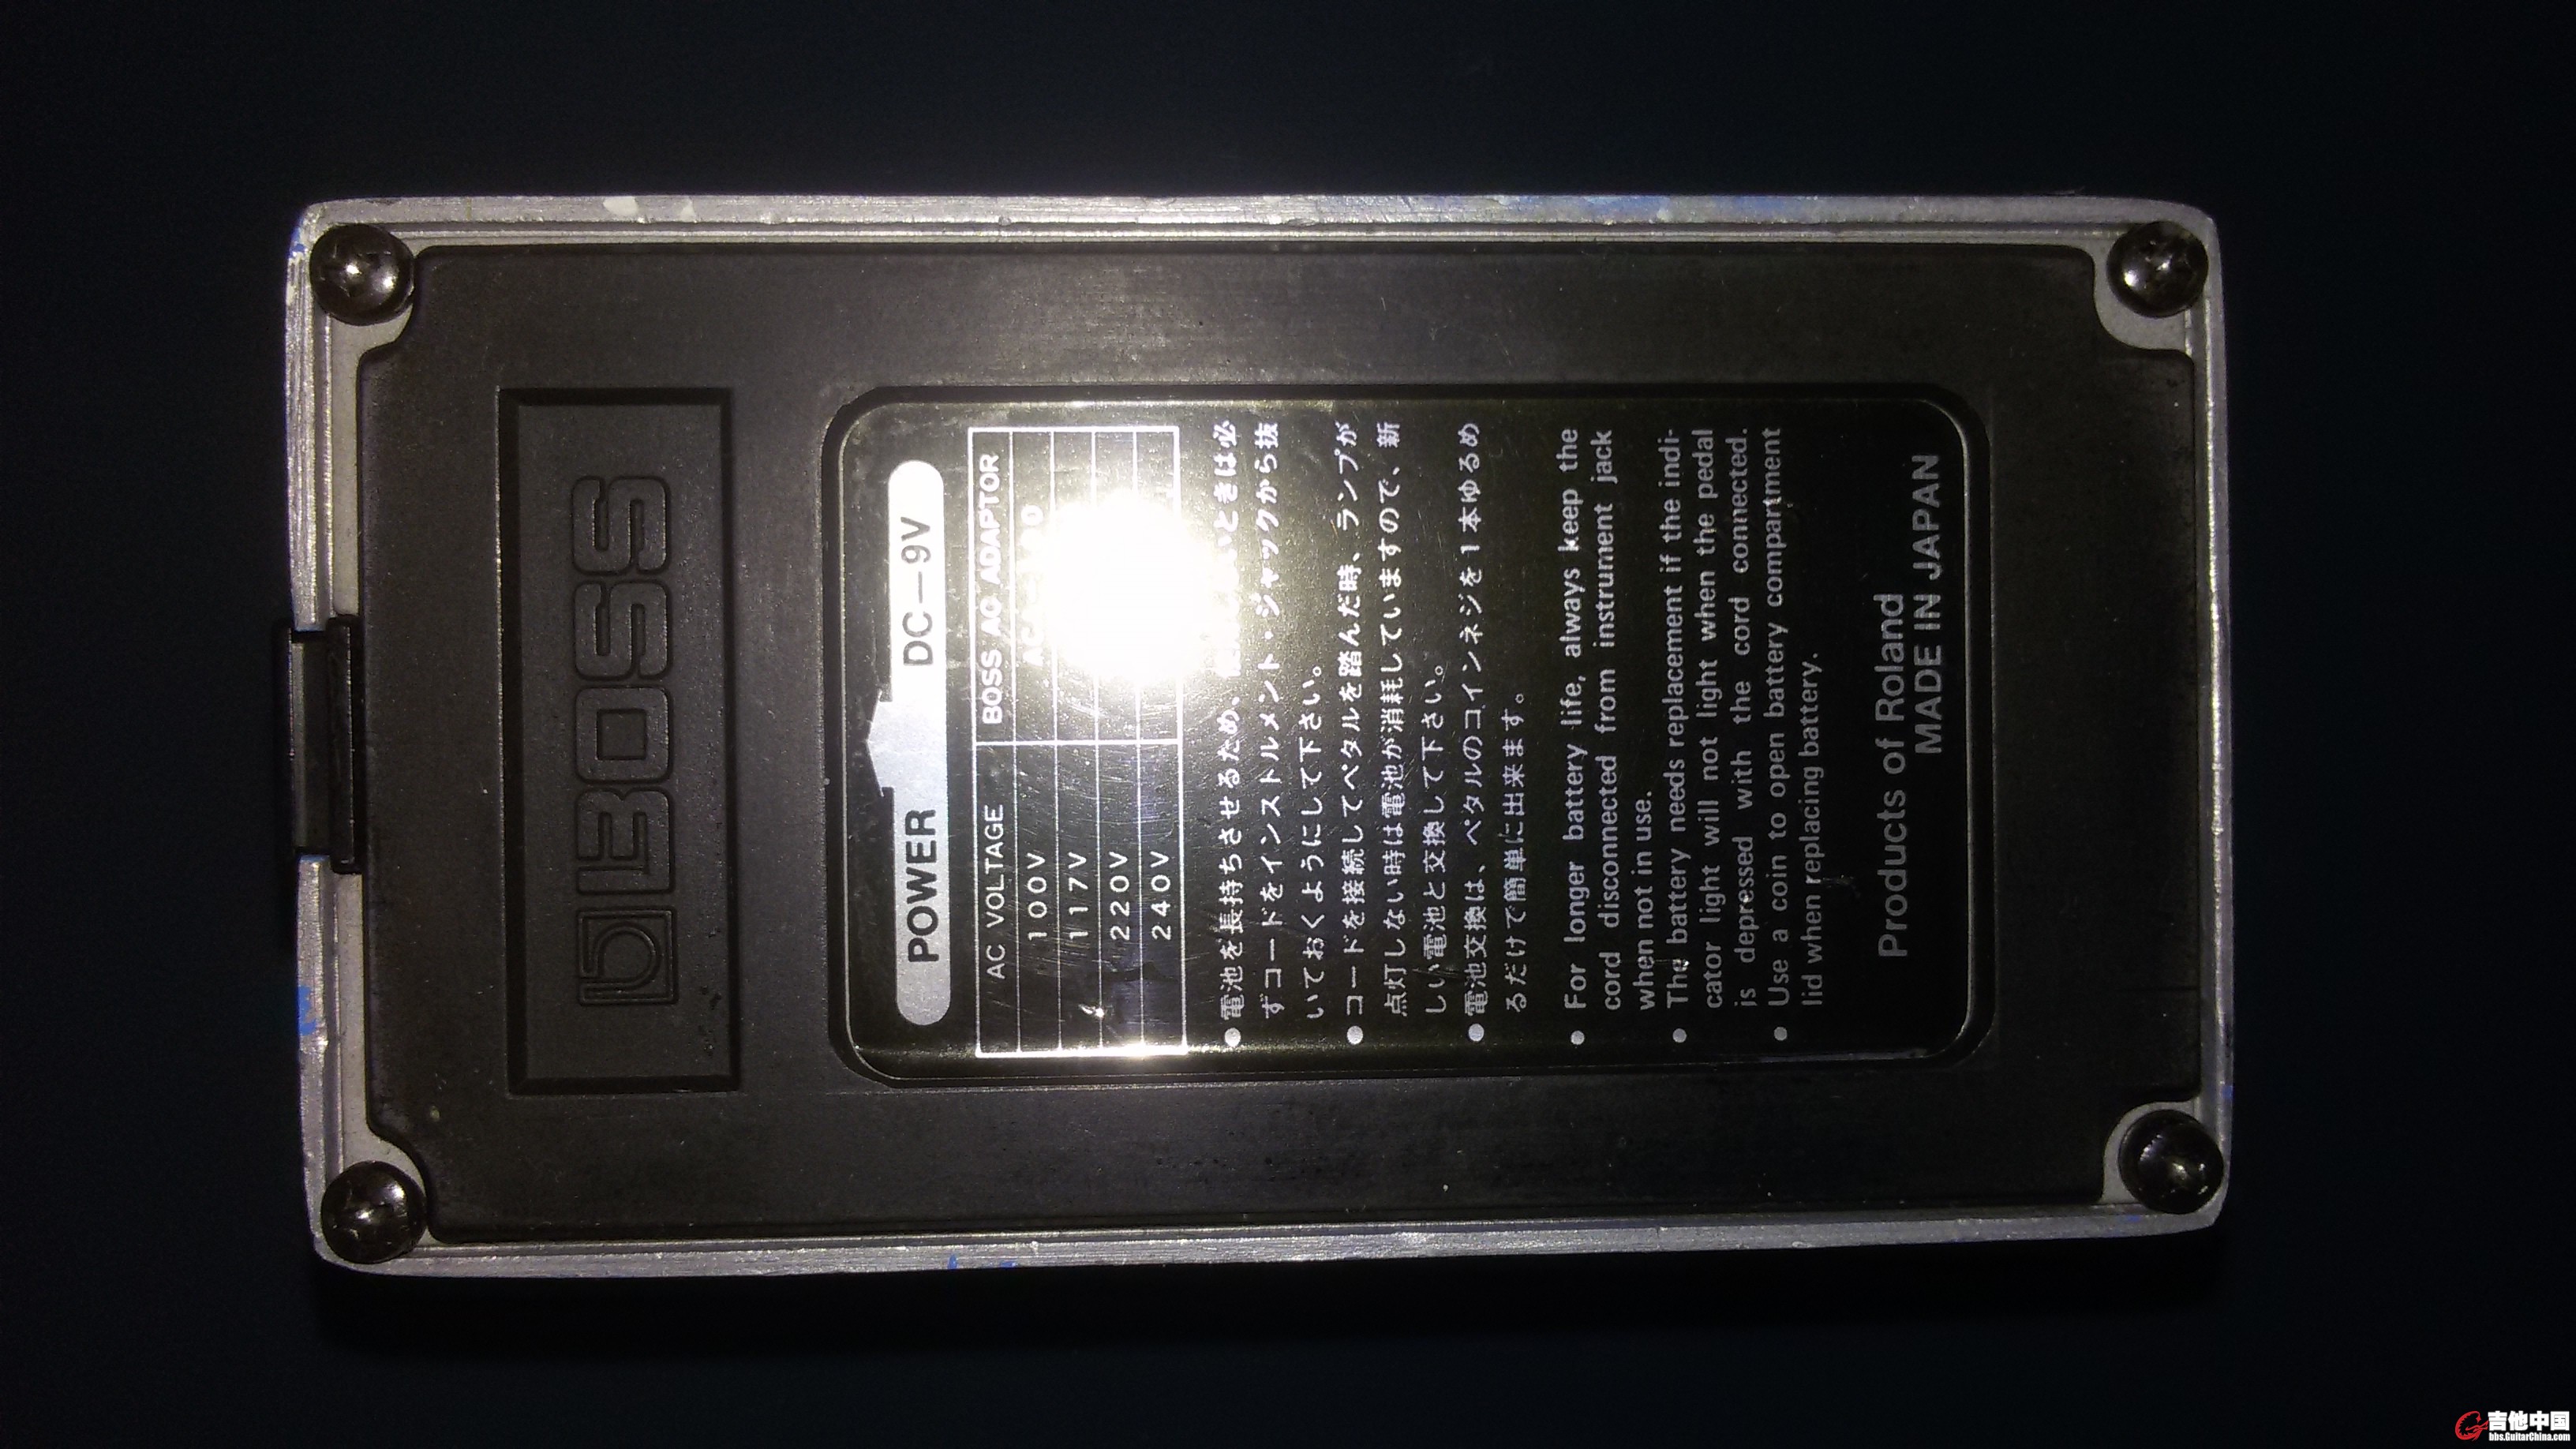 BOSS
POWER DC-9V
AC VOLTAGE BOSS AC ADAPTOR
100V
117V
220V
240V
●電池を長持ちさせるため、 いときは必
ずコードをインストルメント・ジャックから抜
いておくようにして下さい。
●コードを接続してペタルを踏んだ時、ランプが
点灯しない時は電池が消耗していますので、新
しい電池と交換して下さい。
●電池交換は、ペタルのコインネジを1本ゆるめ
るだけで簡単に出来ます。
● For longer battery life, always keep the
cord disconnected from instrument jack
when not in use.
● The battery needs replacement if the indi-
cator light will not light when the pedal
is depressed with the cord connected.
● Use a coin to open battery compartment
lid when replacing battery.
Products of Roland
MADE IN JAPAN
吉他中国
bbs.GuitarChina.com